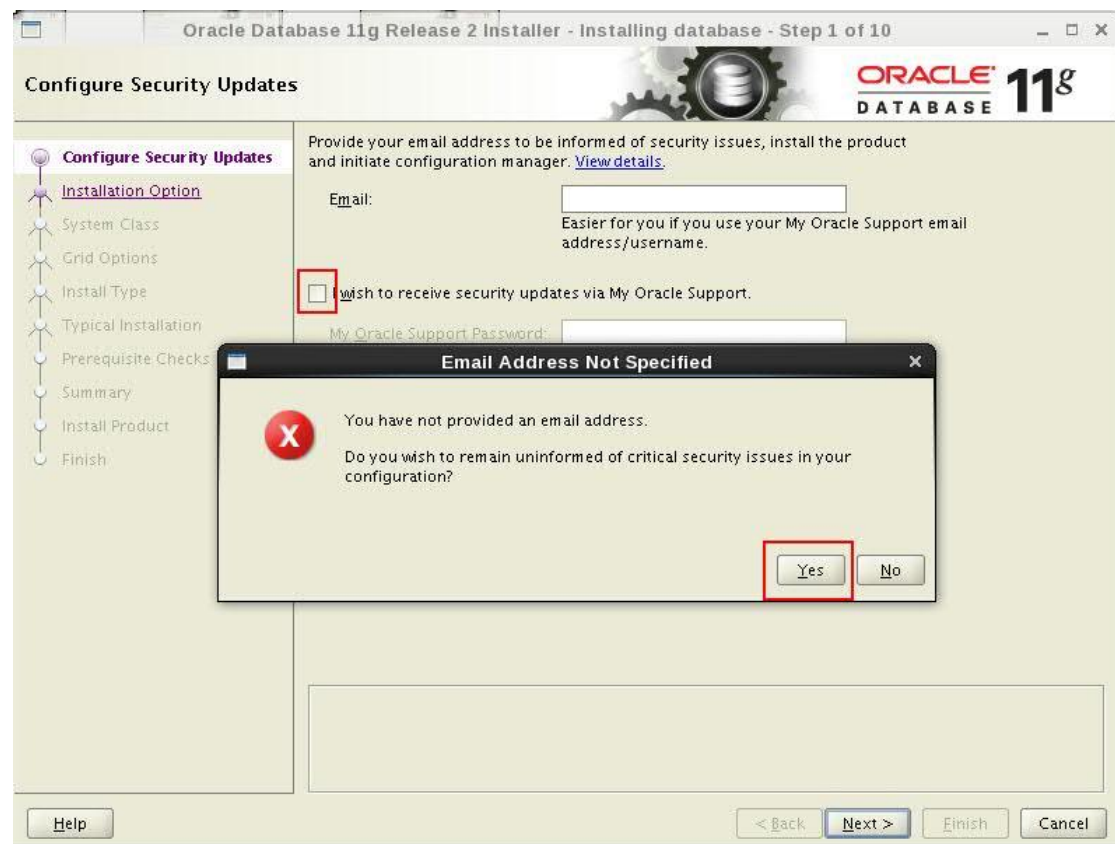 Oracle Database 11g Release 2 Installer - Installing database - Step 1 of 10
Configure Security Updates
ORACLE
DATABASE
11g
Configure Security Updates
Installation Option
System Class
Grid Options
Install Type
Typical Installation
Prerequisite Checks
Summary
Install Product
Finish
Provide your email address to be informed of security issues, install the product
and initiate configuration manager. View details.
Email:
Easier for you if you use your My Oracle Support email
address/username.
I wish to receive security updates via My Oracle Support.
My Oracle Support Password:
Email Address Not Specified
You have not provided an email address.
Do you wish to remain uninformed of critical security issues in your
configuration?
Yes
No
Help
< Back
Next >
Finish
Cancel